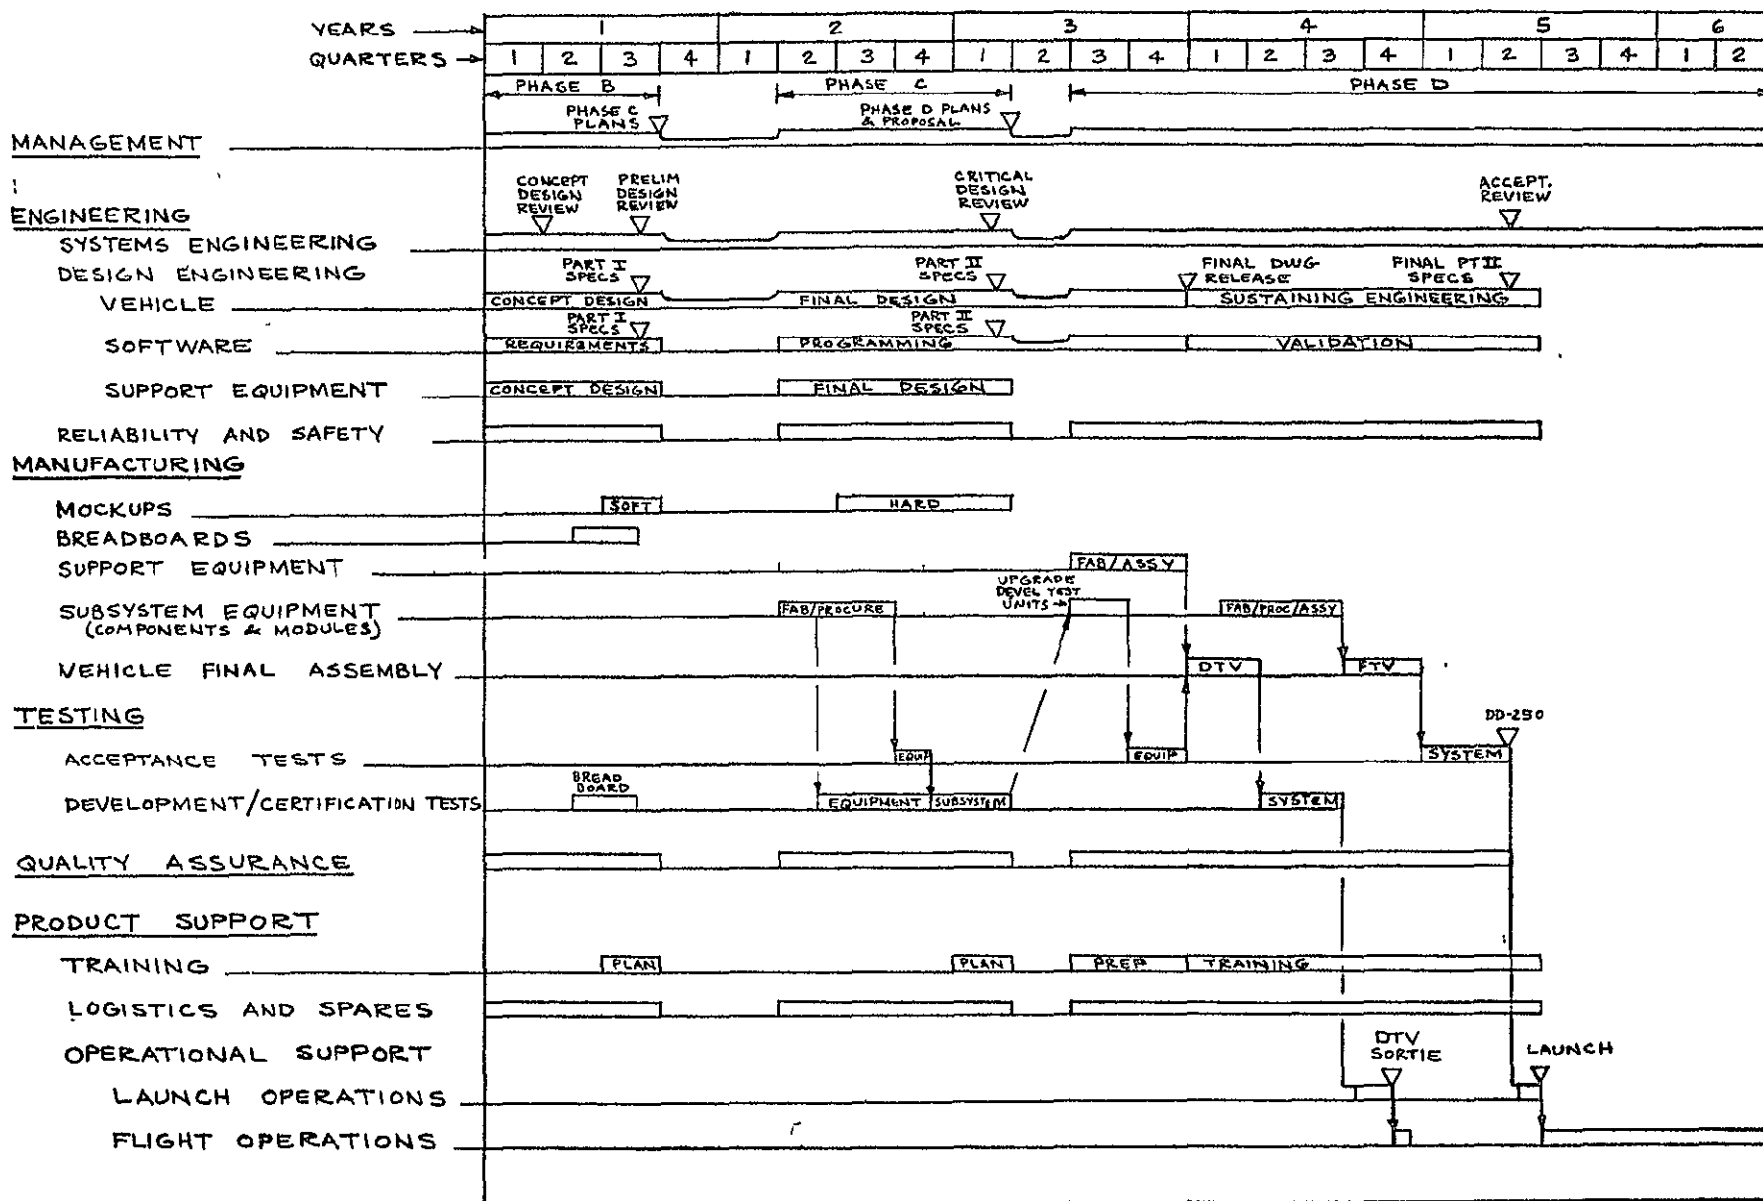 YEARS 1 2 3 4 5 6
QUARTERS 1 2 3 4 1 2 3 4 1 2 3 4 1 2 3 4 1 2 3 4 1 2
PHASE B PHASE C PHASE D
PHASE C
PLANS
PHASE D PLANS
& PROPOSAL
MANAGEMENT
CONCEPT
DESIGN
REVIEW
PRELIM
DESIGN
REVIEW
CRITICAL
DESIGN
REVIEW
ACCEPT.
REVIEW
ENGINEERING
SYSTEMS ENGINEERING
DESIGN ENGINEERING
PART I
SPECS
PART II
SPECS
FINAL DWG
RELEASE
FINAL PT II
SPECS
VEHICLE CONCEPT DESIGN FINAL DESIGN SUSTAINING ENGINEERING
PART I
SPECS
PART II
SPECS
SOFTWARE REQUIREMENTS PROGRAMMING VALIDATION
SUPPORT EQUIPMENT CONCEPT DESIGN FINAL DESIGN
RELIABILITY AND SAFETY
MANUFACTURING
MOCKUPS SOFT HARD
BREADBOARDS
SUPPORT EQUIPMENT FAB/ASSY
UPGRADE
DEVEL TEST
UNITS
SUBSYSTEM EQUIPMENT FAB/PROCURE FAB/PROC/ASSY
(COMPONENTS & MODULES)
VEHICLE FINAL ASSEMBLY DTV FTV
TESTING
DD-250
ACCEPTANCE TESTS EQUIP EQUIP SYSTEM
BREAD
BOARD
DEVELOPMENT/CERTIFICATION TESTS EQUIPMENT SUBSYSTEM SYSTEM
QUALITY ASSURANCE
PRODUCT SUPPORT
TRAINING PLAN PLAN PREP TRAINING
LOGISTICS AND SPARES
OPERATIONAL SUPPORT
DTV
SORTIE
LAUNCH
LAUNCH OPERATIONS
FLIGHT OPERATIONS